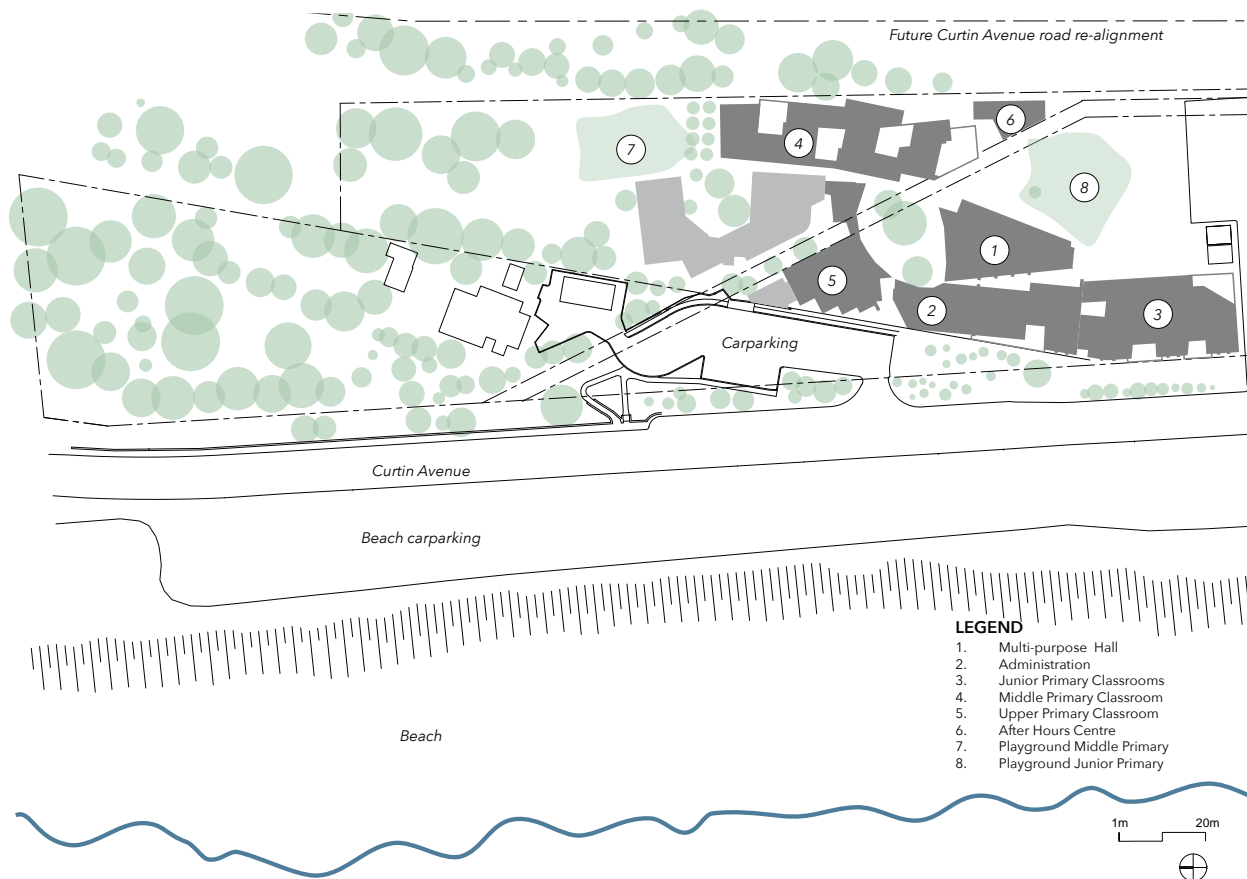 Future Curtin Avenue road re-alignment
6
7
4
8
1
5
2
3
Carparking
Curtin Avenue
Beach carparking
LEGEND
1. Multi-purpose Hall
2. Administration
3. Junior Primary Classrooms
4. Middle Primary Classroom
5. Upper Primary Classroom
6. After Hours Centre
7. Playground Middle Primary
8. Playground Junior Primary
Beach
1m 20m